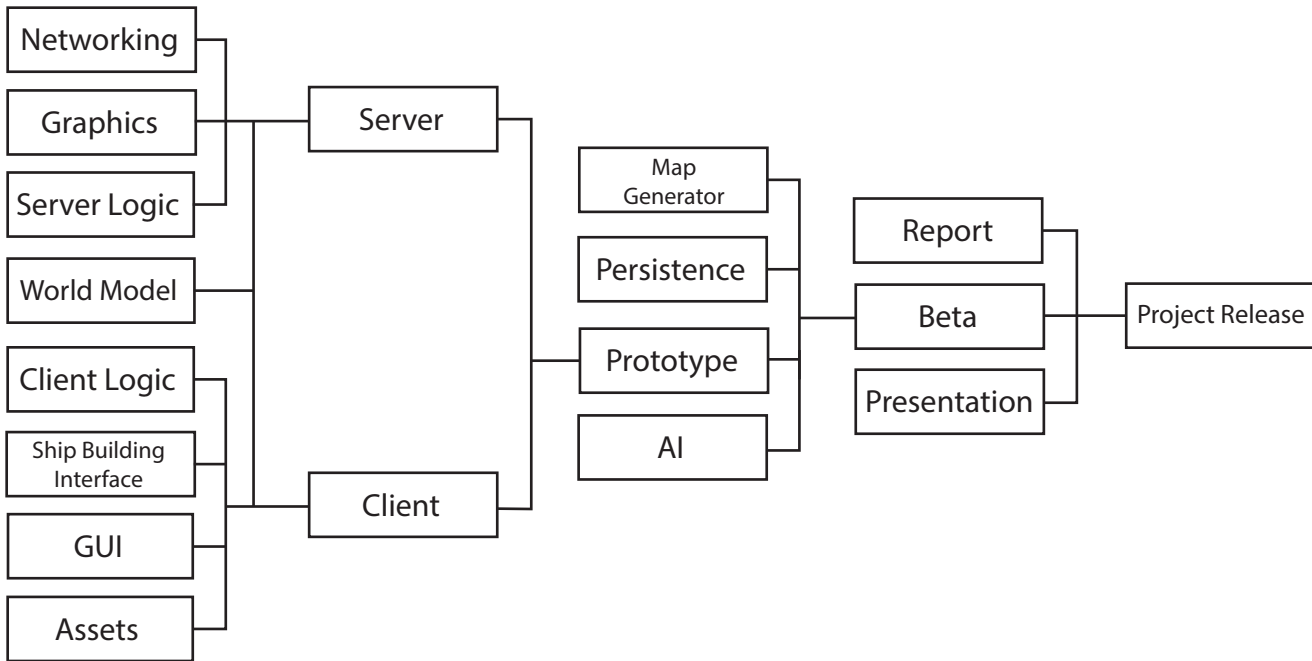 Networking
Graphics
Server Logic
World Model
Client Logic
Ship Building
Interface
GUI
Assets
Server
Client
Map
Generator
Persistence
Prototype
AI
Report
Beta
Presentation
Project Release